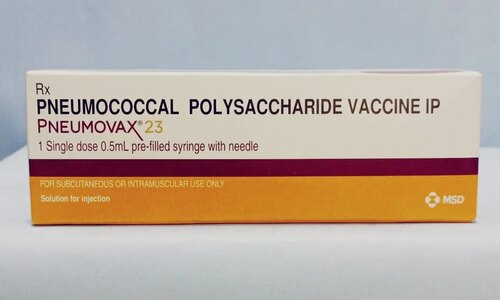 Rx
PNEUMOCOCCAL POLYSACCHARIDE VACCINE IP
PNEUMOVAX® 23
1 Single dose 0.5mL pre-filled syringe with needle
FOR SUBCUTANEOUS OR INTRAMUSCULAR USE ONLY
Solution for injection
MSD